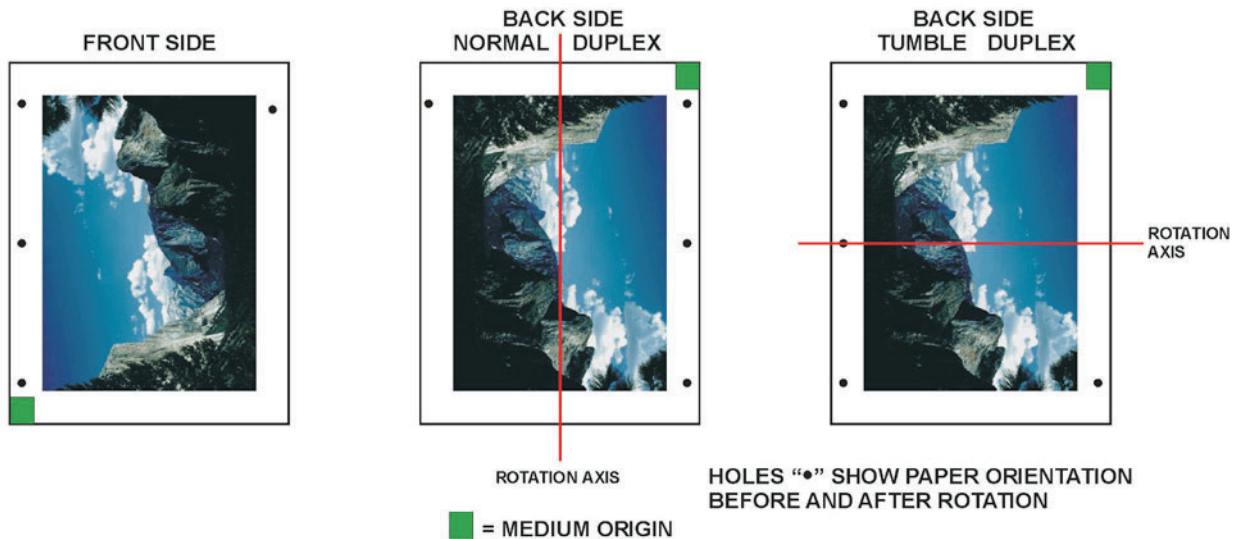 FRONT SIDE
BACK SIDE
NORMAL DUPLEX
BACK SIDE
TUMBLE DUPLEX
ROTATION
AXIS
ROTATION AXIS
HOLES “•” SHOW PAPER ORIENTATION
BEFORE AND AFTER ROTATION
= MEDIUM ORIGIN